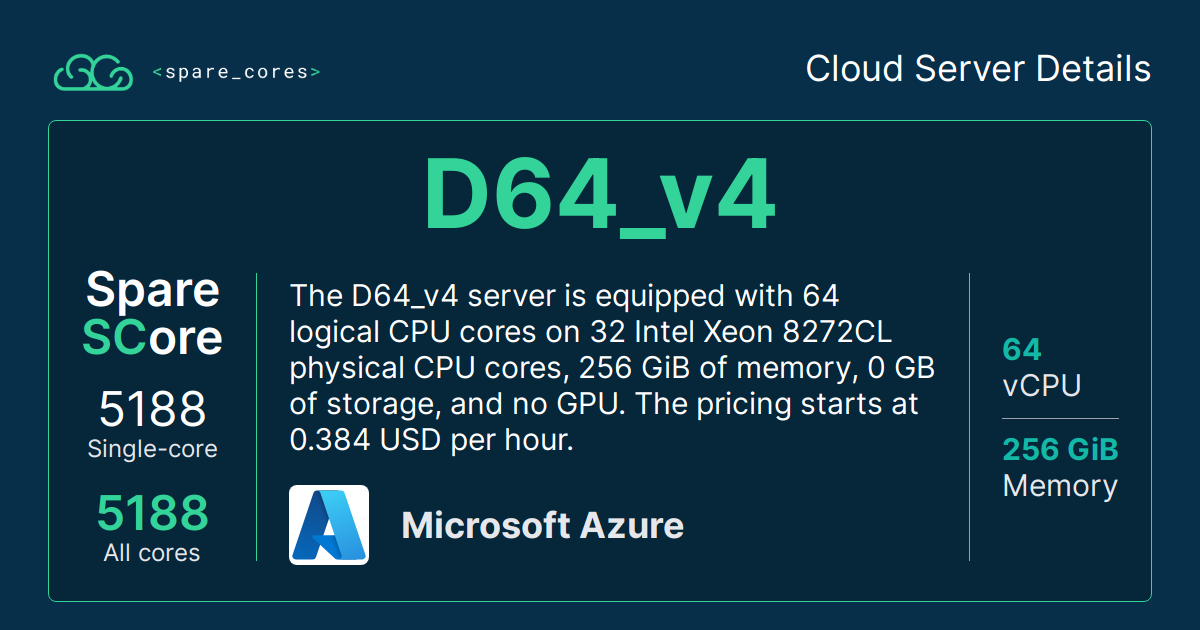 <spare_cores>
Cloud Server Details
D64_v4
Spare
SCore
5188
Single-core
5188
All cores
The D64_v4 server is equipped with 64
logical CPU cores on 32 Intel Xeon 8272CL
physical CPU cores, 256 GiB of memory, 0 GB
of storage, and no GPU. The pricing starts at
0.384 USD per hour.
Microsoft Azure
64
vCPU
256 GiB
Memory